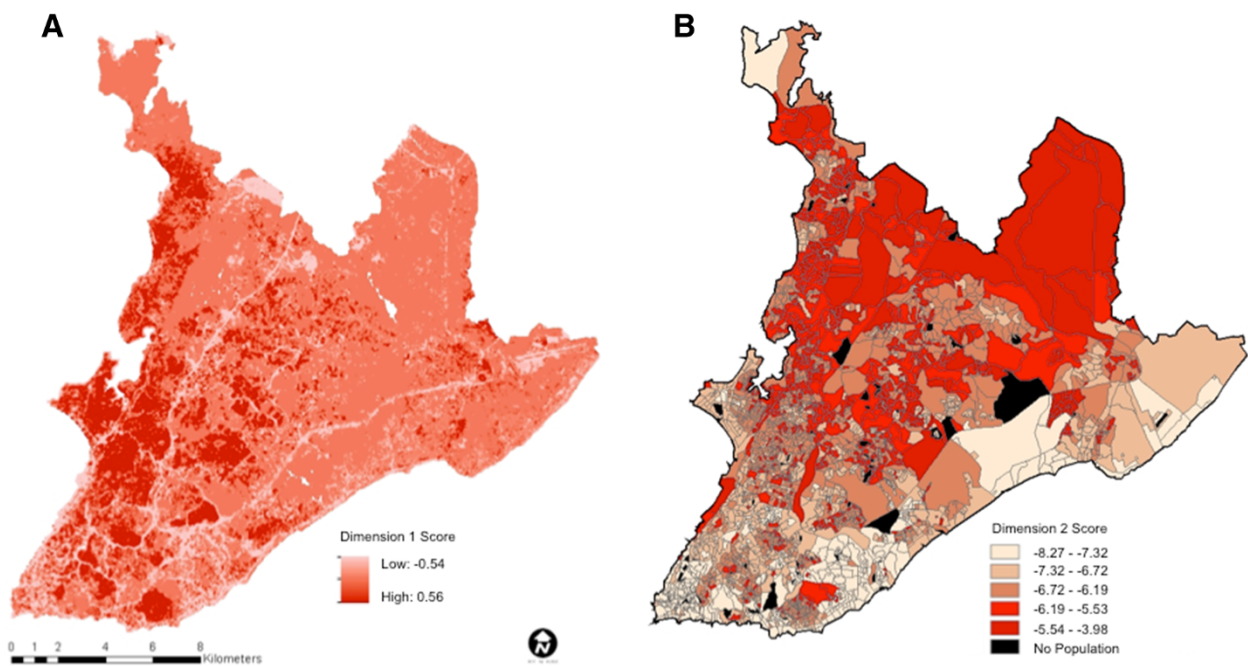 A
B
Dimension 1 Score
Low: -0.54
High: 0.56
0 1 2 4 6 8
Kilometers
N
Dimension 2 Score
-8.27 - -7.32
-7.32 - -6.72
-6.72 - -6.19
-6.19 - -5.53
-5.54 - -3.98
No Population